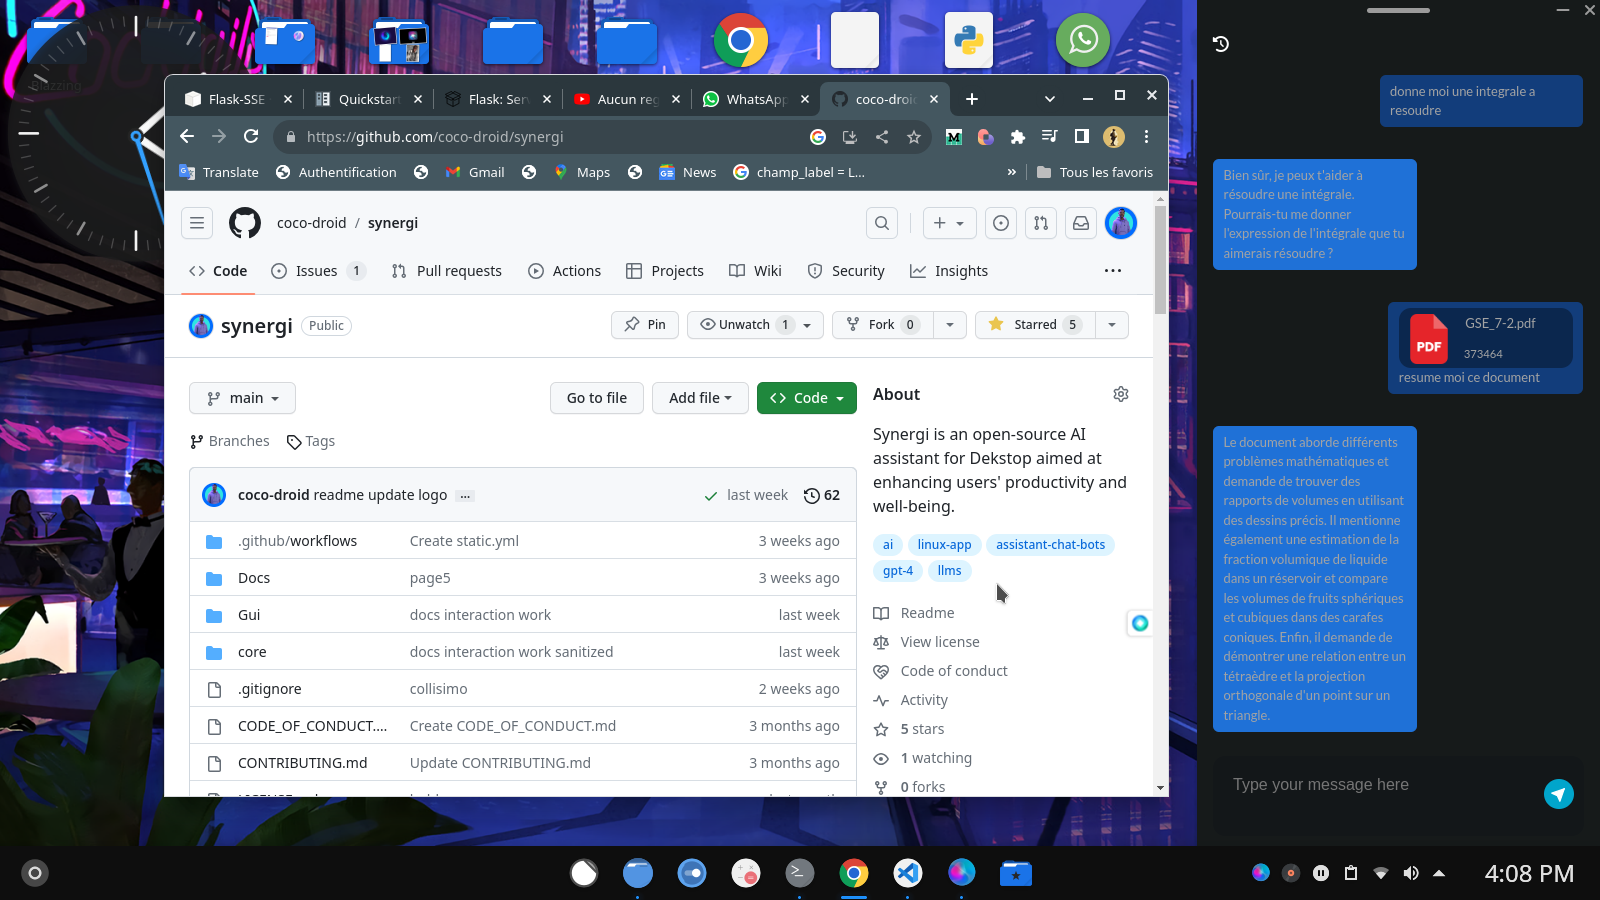 Blazzing
Flask-SSE
Quickstart
Flask: Ser
Aucun reg
WhatsApp
coco-droid
https://github.com/coco-droid/synergi
Translate
Authentification
Gmail
Maps
News
champ_label = L...
»
Tous les favoris
coco-droid / synergi
Code
Issues 1
Pull requests
Actions
Projects
Wiki
Security
Insights
synergi Public
Pin
Unwatch 1
Fork 0
Starred 5
main
Go to file
Add file
Code
Branches
Tags
coco-droid readme update logo ...
last week
62
.github/workflows Create static.yml 3 weeks ago
Docs page5 3 weeks ago
Gui docs interaction work last week
core docs interaction work sanitized last week
.gitignore collisimo 2 weeks ago
CODE_OF_CONDUCT.... Create CODE_OF_CONDUCT.md 3 months ago
CONTRIBUTING.md Update CONTRIBUTING.md 3 months ago
About
Synergi is an open-source AI
assistant for Dekstop aimed at
enhancing users' productivity and
well-being.
ai linux-app assistant-chat-bots
gpt-4 llms
Readme
View license
Code of conduct
Activity
5 stars
1 watching
0 forks
donne moi une integrale a
resoudre
Bien sûr, je peux t'aider à
résoudre une intégrale.
Pourrais-tu me donner
l'expression de l'intégrale que tu
aimerais résoudre ?
PDF
GSE_7-2.pdf
373464
resume moi ce document
Le document aborde différents
problèmes mathématiques et
demande de trouver des
rapports de volumes en utilisant
des dessins précis. Il mentionne
également une estimation de la
fraction volumique de liquide
dans un réservoir et compare
les volumes de fruits sphériques
et cubiques dans des carafes
coniques. Enfin, il demande de
démontrer une relation entre un
tétraèdre et la projection
orthogonale d'un point sur un
triangle.
Type your message here
4:08 PM